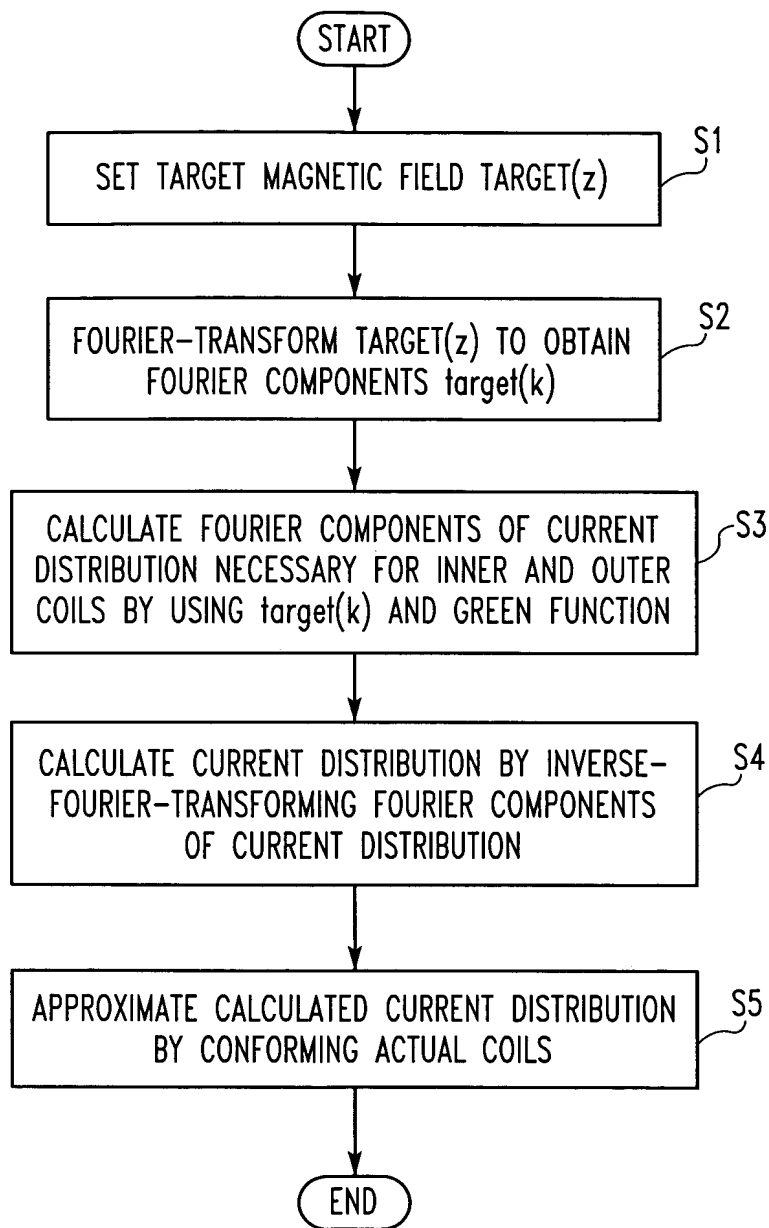 START
S1
SET TARGET MAGNETIC FIELD TARGET(z)
S2
FOURIER-TRANSFORM TARGET(z) TO OBTAIN
FOURIER COMPONENTS target(k)
S3
CALCULATE FOURIER COMPONENTS OF CURRENT
DISTRIBUTION NECESSARY FOR INNER AND OUTER
COILS BY USING target(k) AND GREEN FUNCTION
S4
CALCULATE CURRENT DISTRIBUTION BY INVERSE-
FOURIER-TRANSFORMING FOURIER COMPONENTS
OF CURRENT DISTRIBUTION
S5
APPROXIMATE CALCULATED CURRENT DISTRIBUTION
BY CONFORMING ACTUAL COILS
END